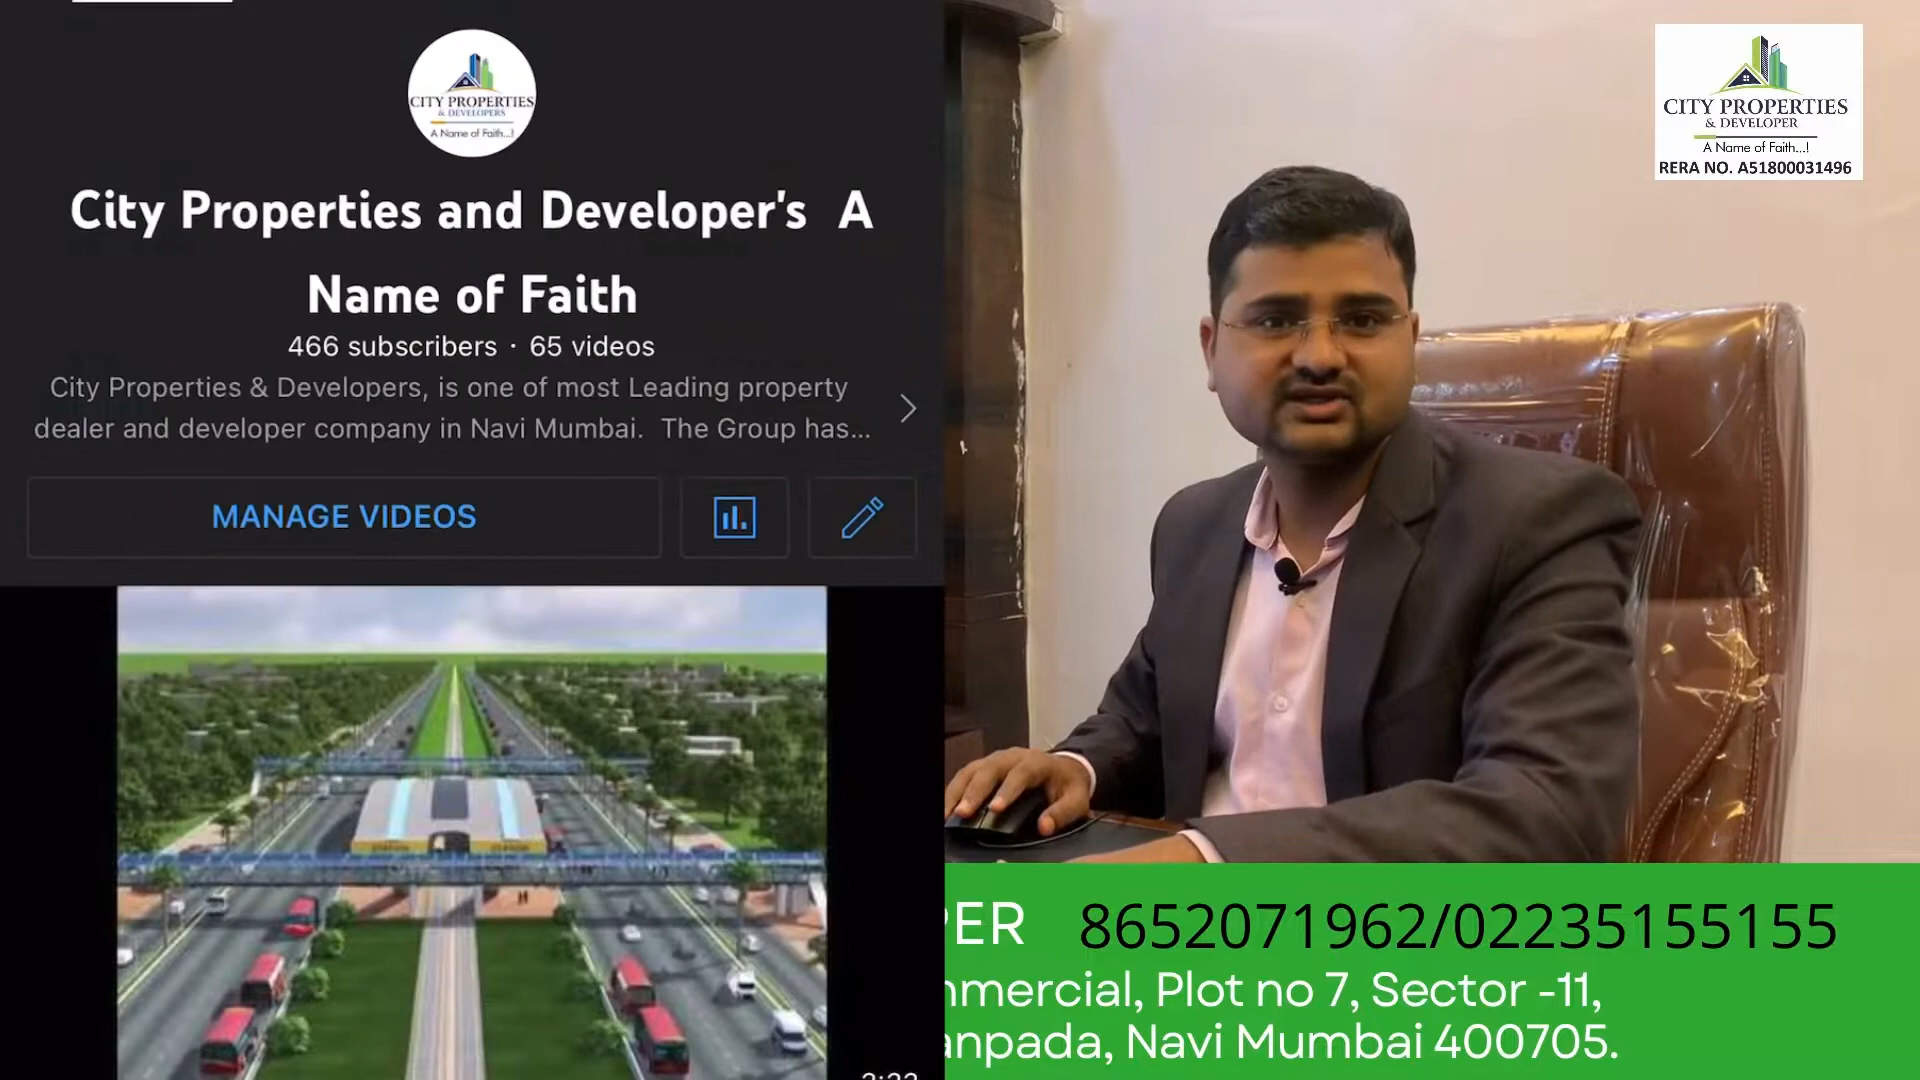 CITY PROPERTIES
& DEVELOPERS
A Name of Faith...!
City Properties and Developer's A
Name of Faith
466 subscribers · 65 videos
City Properties & Developers, is one of most Leading property
dealer and developer company in Navi Mumbai. The Group has...
MANAGE VIDEOS
CITY PROPERTIES
& DEVELOPER
A Name of Faith...!
RERA NO. A51800031496
PER 8652071962/02235155155
mmercial, Plot no 7, Sector -11,
anpada, Navi Mumbai 400705.